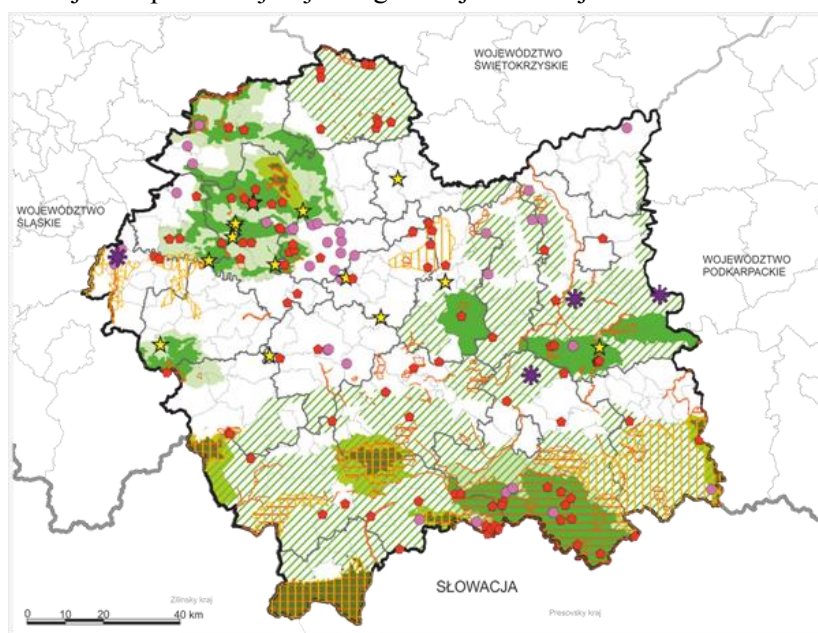 WOJEWÓDZTWO
ŚWIĘTOKRZYSKIE
WOJEWÓDZTWO
ŚLĄSKIE
WOJEWÓDZTWO
PODKARPACKIE
SŁOWACJA
Zilinsky kraj
Presovsky kraj
0 10 20 40 km